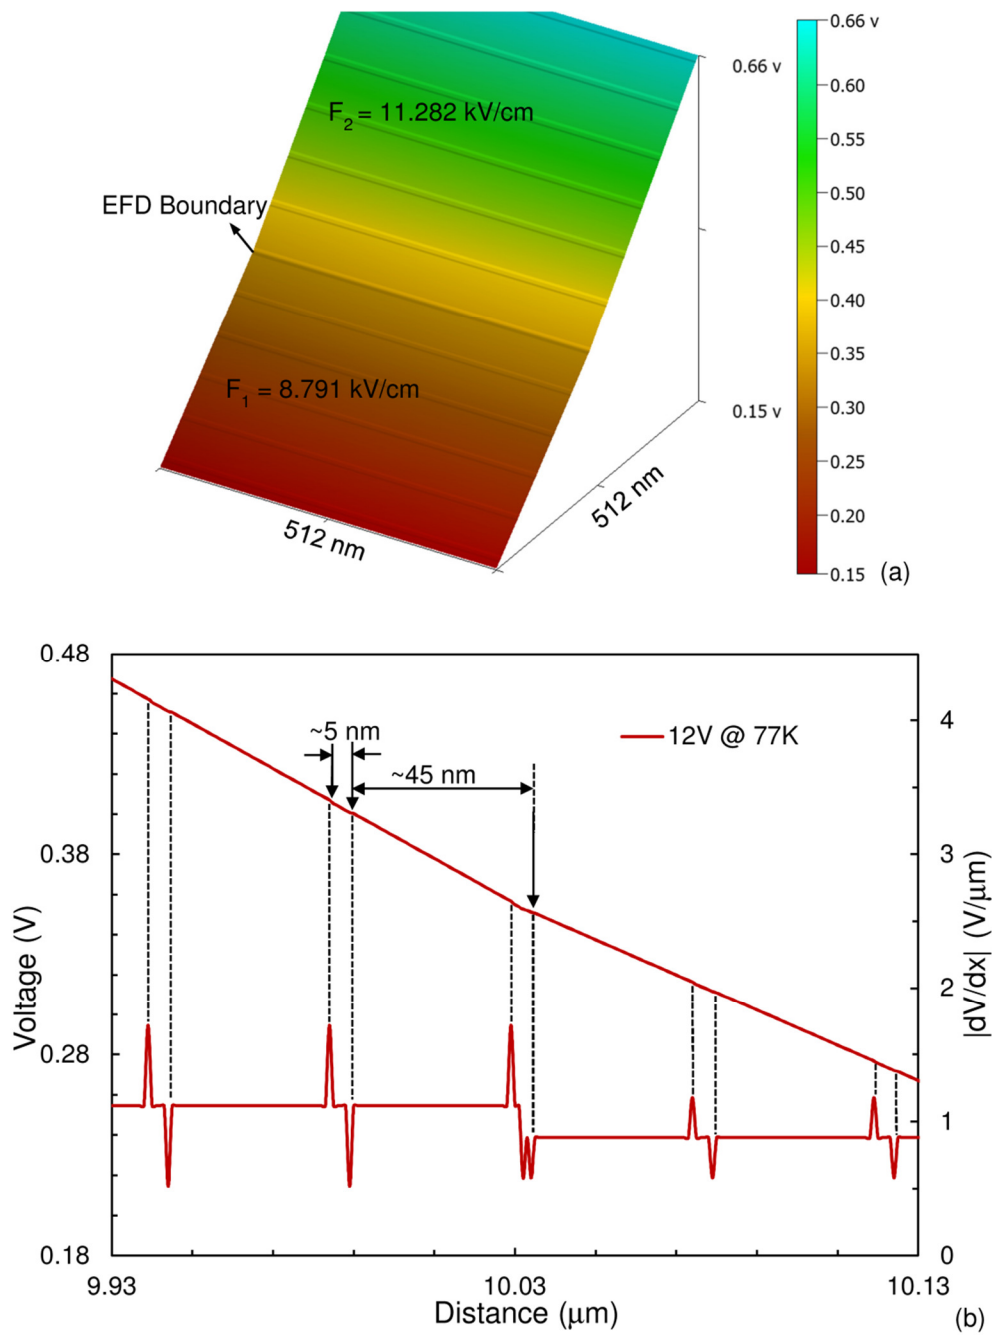 0.66 v
0.66 v
0.60
F2 = 11.282 kV/cm
0.55
0.50
EFD Boundary
0.45
0.40
0.35
F1 = 8.791 kV/cm
0.15 v
0.30
0.25
512 nm
512 nm
0.20
0.15
(a)
0.48
~5 nm
12V @ 77K
4
~45 nm
0.38
3
Voltage (V)
|dV/dx| (V/μm)
2
0.28
1
0.18
0
9.93
10.03
10.13
Distance (μm)
(b)